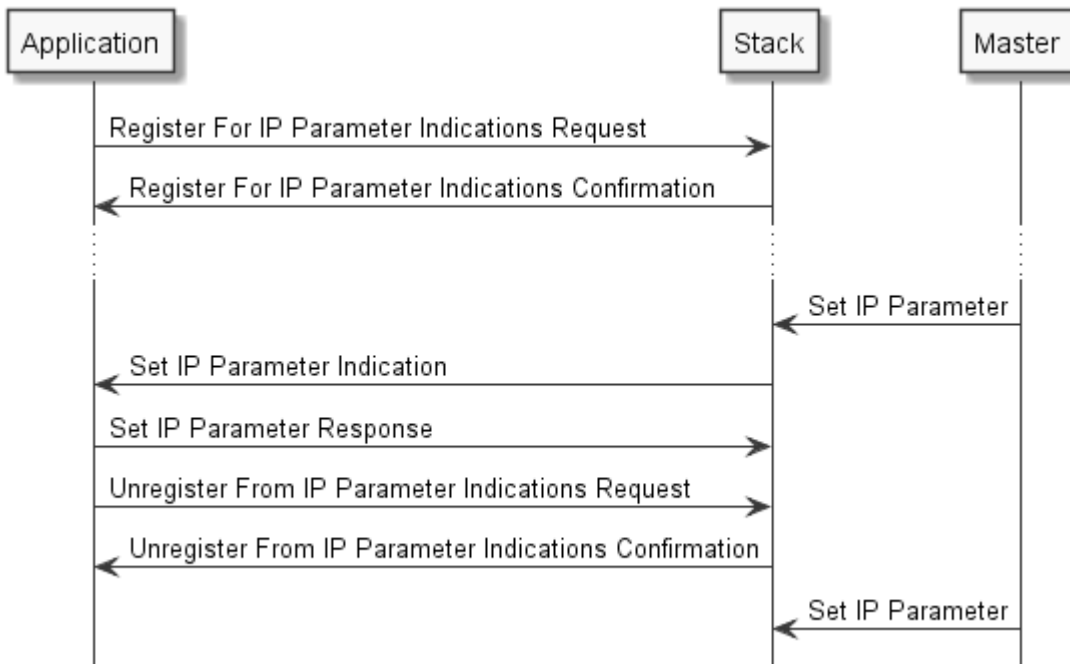 Application
Stack
Master
Register For IP Parameter Indications Request
Register For IP Parameter Indications Confirmation
Set IP Parameter
Set IP Parameter Indication
Set IP Parameter Response
Unregister From IP Parameter Indications Request
Unregister From IP Parameter Indications Confirmation
Set IP Parameter